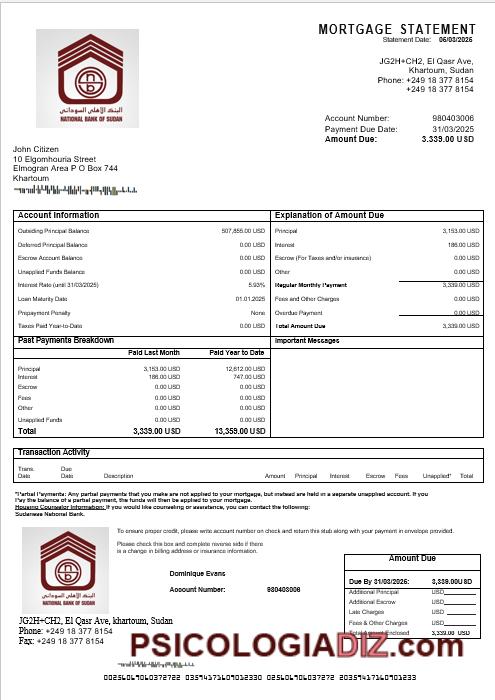 MORTGAGE STATEMENT
Statement Date: 06/03/2026
البنك الأهلي السوداني
NATIONAL BANK OF SUDAN
JG2H+CH2, El Qasr Ave,
Khartoum, Sudan
Phone: +249 18 377 8154
+249 18 377 8154
Account Number: 980403006
Payment Due Date: 31/03/2025
Amount Due: 3.339.00 USD
John Citizen
10 Elgomhouria Street
Elmogran Area P O Box 744
Khartoum
Account Information
Outsiding Principal Balance 507,855.00 USD
Deferred Principal Balance 0.00 USD
Escrow Account Balance 0.00 USD
Unapplied Funds Balance 0.00 USD
Interest Rate (until 31/03/2025) 5.93%
Loan Maturity Date 01.01.2025
Prepayment Penalty None
Taxes Paid Year-to-Date 0.00 USD
Explanation of Amount Due
Principal 3,153.00 USD
Interest 186.00 USD
Escrow (For Taxes and/or insurance) 0.00 USD
Other 0.00 USD
Regular Monthly Payment 3,339.00 USD
Fees and Other Charges 0.00 USD
Overdue Payment 0.00 USD
Total Amount Due 3,339.00 USD
Past Payments Breakdown
Paid Last Month Paid Year to Date
Principal 3,153.00 USD 12,612.00 USD
Interest 186.00 USD 747.00 USD
Escrow 0.00 USD 0.00 USD
Fees 0.00 USD 0.00 USD
Other 0.00 USD 0.00 USD
Unapplied Funds 0.00 USD 0.00 USD
Total 3,339.00 USD 13,359.00 USD
Important Messages
Transaction Activity
Trans. Date Due Date Description Amount Principal Interest Escrow Fees Unapplied* Total
*Partial Payments: Any partial payments that you make are not applied to your mortgage, but instead are held in a separate unapplied account. If you
Pay the balance of a partial payment, the funds will then be applied to your mortgage.
Housing Counselor Information: If you would like counseling or assistance, you can contact the following:
Sudanese National Bank.
To ensure proper credit, please write account number on check and return this stub along with your payment in envelope provided.
Please check this box and complete reverse side if there
is a change in billing address or insurance information.
البنك الأهلي السوداني
NATIONAL BANK OF SUDAN
Dominique Evans
Account Number: 980403006
Amount Due
Due By 31/03/2025: 3,339.00USD
Additional Principal USD
Additional Escrow USD
Late Charges USD
Fees & Other Charges USD
Total Amount Enclosed 3,339.00 USD
JG2H+CH2, El Qasr Ave, khartoum, Sudan
Phone: +249 18 377 8154
Fax: +249 18 377 8154
PSICOLOGIADIZ.COM